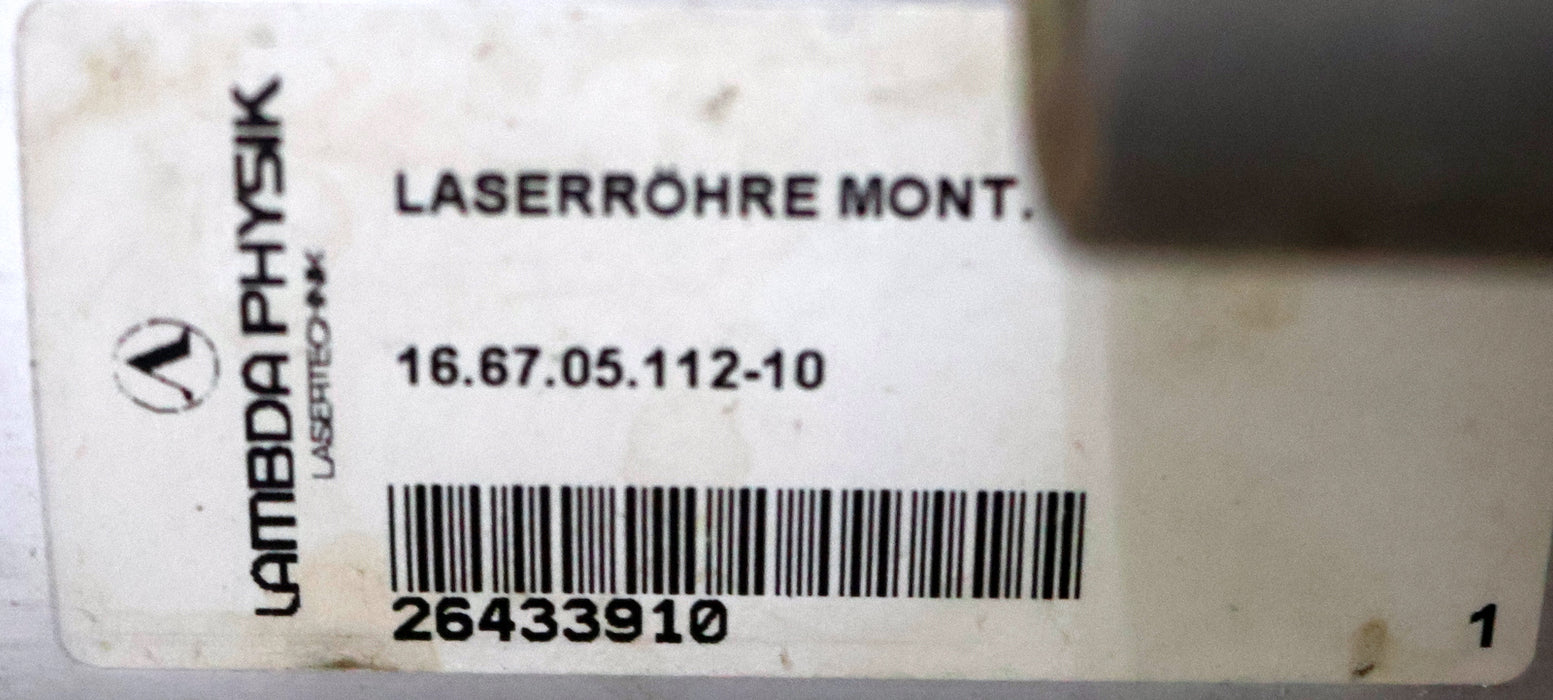 LAMBDA PHYSIK
LASERTECHNIK
LASERRÖHRE MONT.
16.67.05.112-10
26433910
1